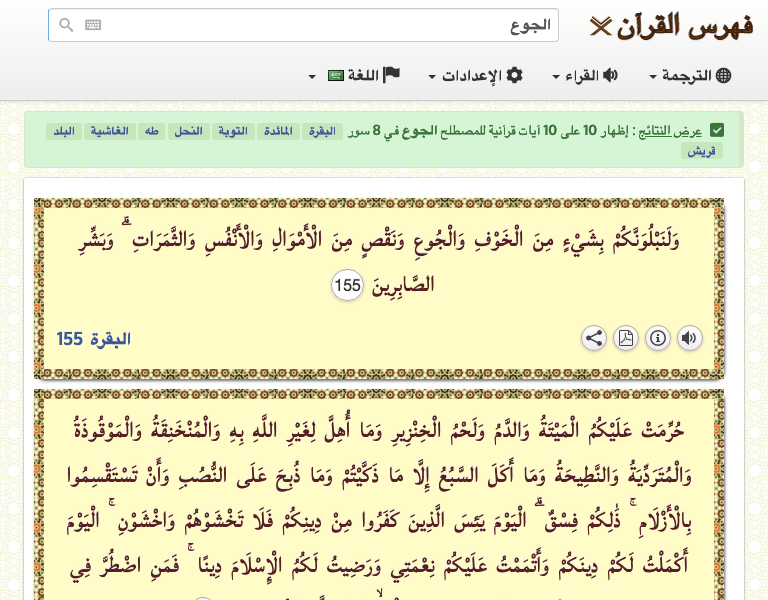 فهرس القرآن
الجوع
الترجمة القراء الإعدادات اللغة
عرض النتائج : إظهار 10 على 10 آيات قرآنية للمصطلح الجوع في 8 سور البقرة المائدة التوبة النحل طه الغاشية البلد
قريش
وَلَنَبْلُوَنَّكُمْ بِشَيْءٍ مِنَ الْخَوْفِ وَالْجُوعِ وَنَقْصٍ مِنَ الْأَمْوَالِ وَالْأَنْفُسِ وَالثَّمَرَاتِ ۗ وَبَشِّرِ
الصَّابِرِينَ 155
البقرة 155
حُرِّمَتْ عَلَيْكُمُ الْمَيْتَةُ وَالدَّمُ وَلَحْمُ الْخِنْزِيرِ وَمَا أُهِلَّ لِغَيْرِ اللَّهِ بِهِ وَالْمُنْخَنِقَةُ وَالْمَوْقُوذَةُ
وَالْمُتَرَدِّيَةُ وَالنَّطِيحَةُ وَمَا أَكَلَ السَّبُعُ إِلَّا مَا ذَكَّيْتُمْ وَمَا ذُبِحَ عَلَى النُّصُبِ وَأَنْ تَسْتَقْسِمُوا
بِالْأَزْلَامِ ۚ ذَٰلِكُمْ فِسْقٌ ۗ الْيَوْمَ يَئِسَ الَّذِينَ كَفَرُوا مِنْ دِينِكُمْ فَلَا تَخْشَوْهُمْ وَاخْشَوْنِ ۚ الْيَوْمَ
أَكْمَلْتُ لَكُمْ دِينَكُمْ وَأَتْمَمْتُ عَلَيْكُمْ نِعْمَتِي وَرَضِيتُ لَكُمُ الْإِسْلَامَ دِينًا ۚ فَمَنِ اضْطُرَّ فِي